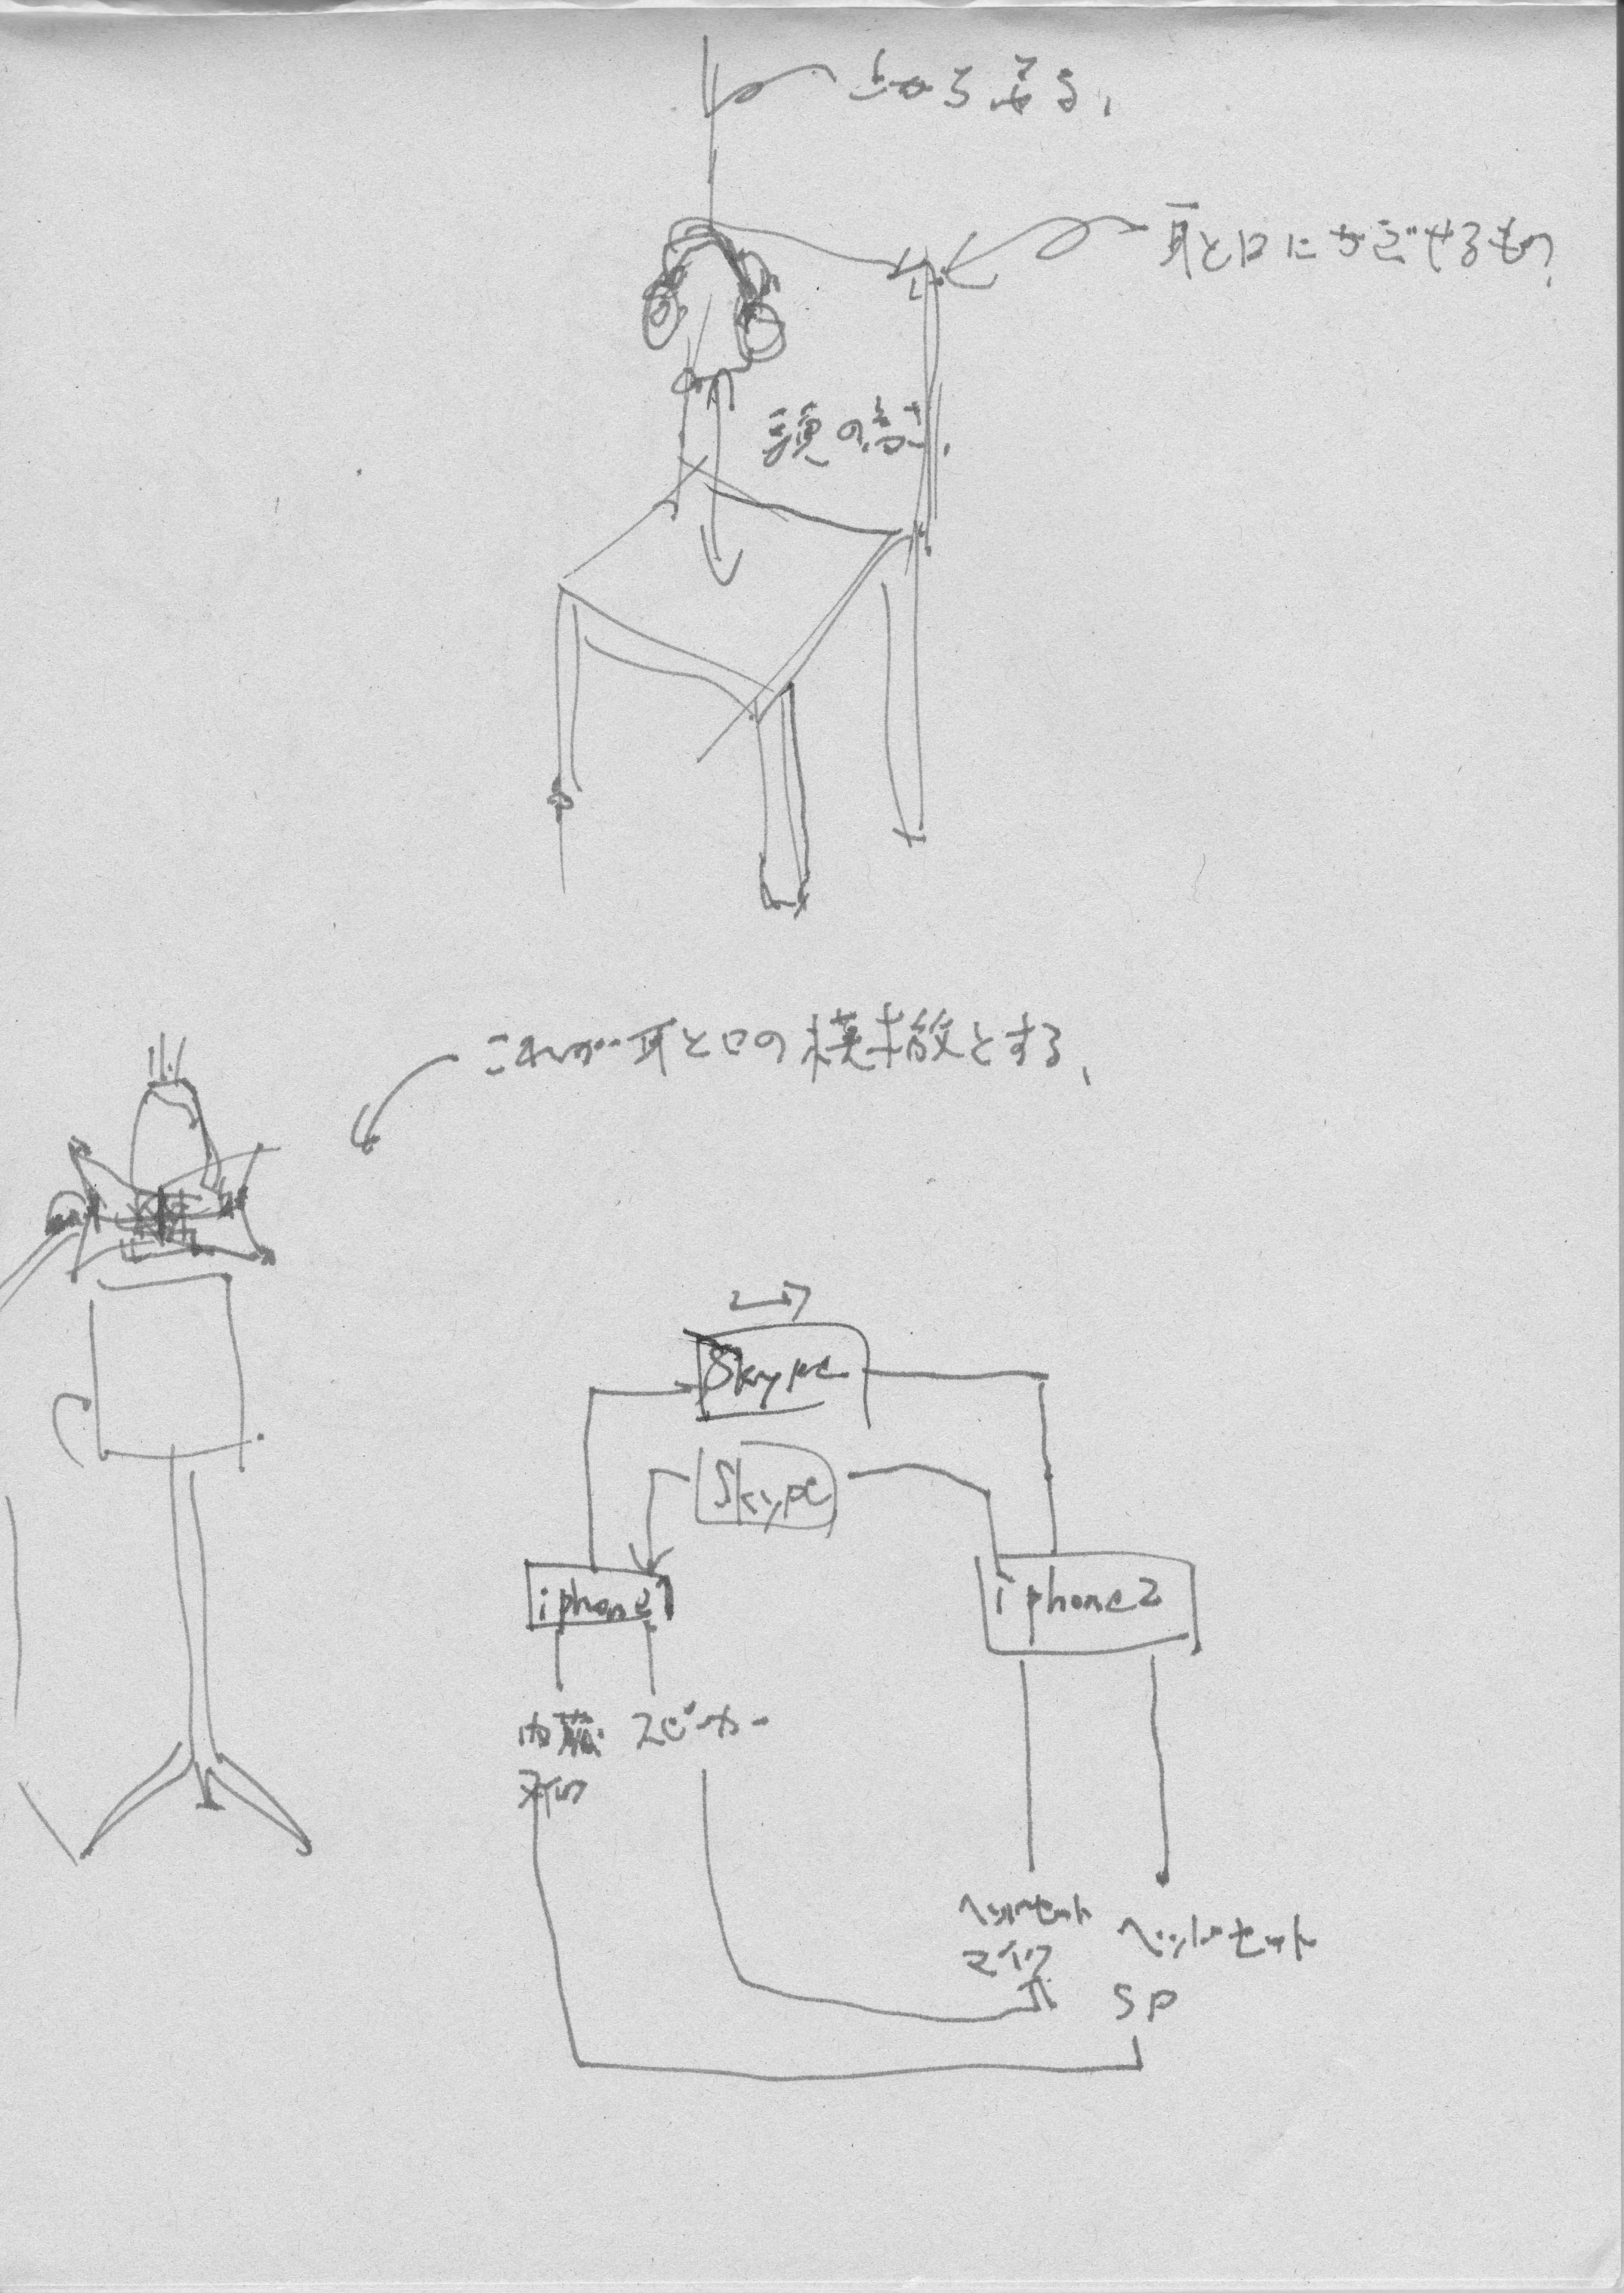 上から吊る、
耳と口にかざせるもの、
頭の高さ、
これが耳と口の模倣とする、
Skype
Skype
iphone1
iphone2
内蔵 スピーカー
マイク
ヘッドセット
マイク
ヘッドセット
SP